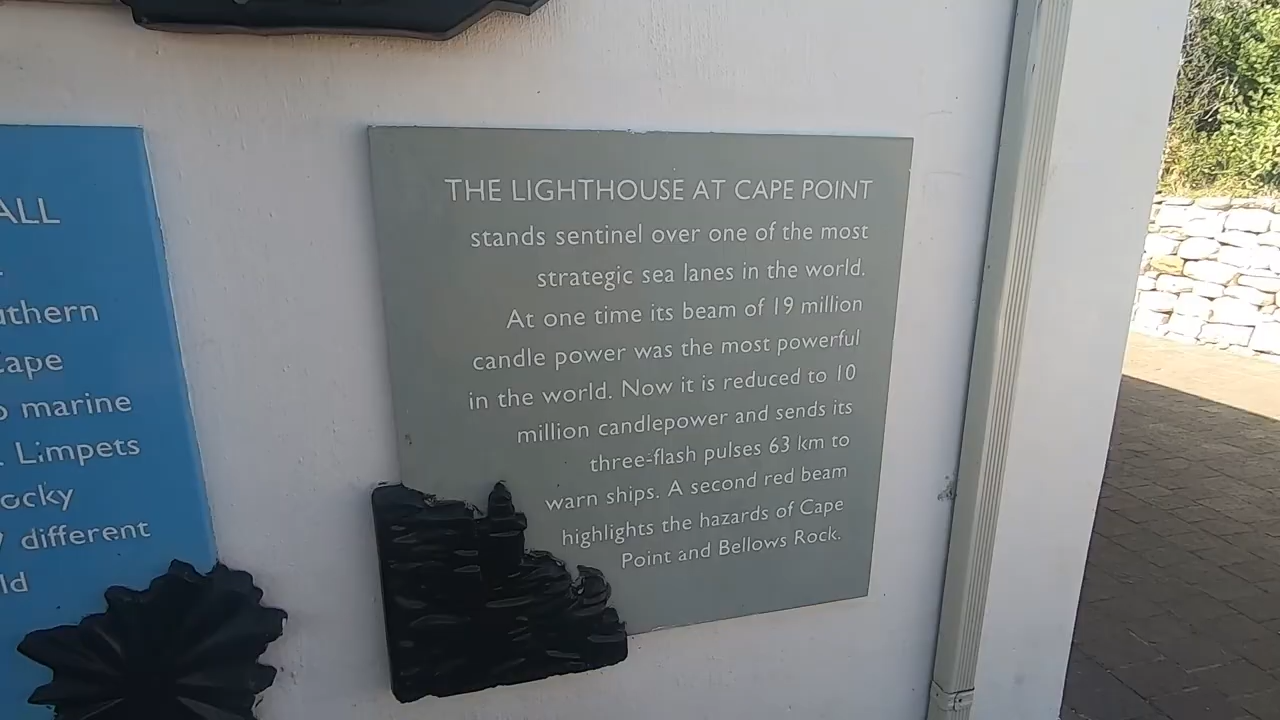 ALL
uthern
Cape
marine
. Limpets
ocky
different
ld
THE LIGHTHOUSE AT CAPE POINT
stands sentinel over one of the most
strategic sea lanes in the world.
At one time its beam of 19 million
candle power was the most powerful
in the world. Now it is reduced to 10
million candlepower and sends its
three-flash pulses 63 km to
warn ships. A second red beam
highlights the hazards of Cape
Point and Bellows Rock.